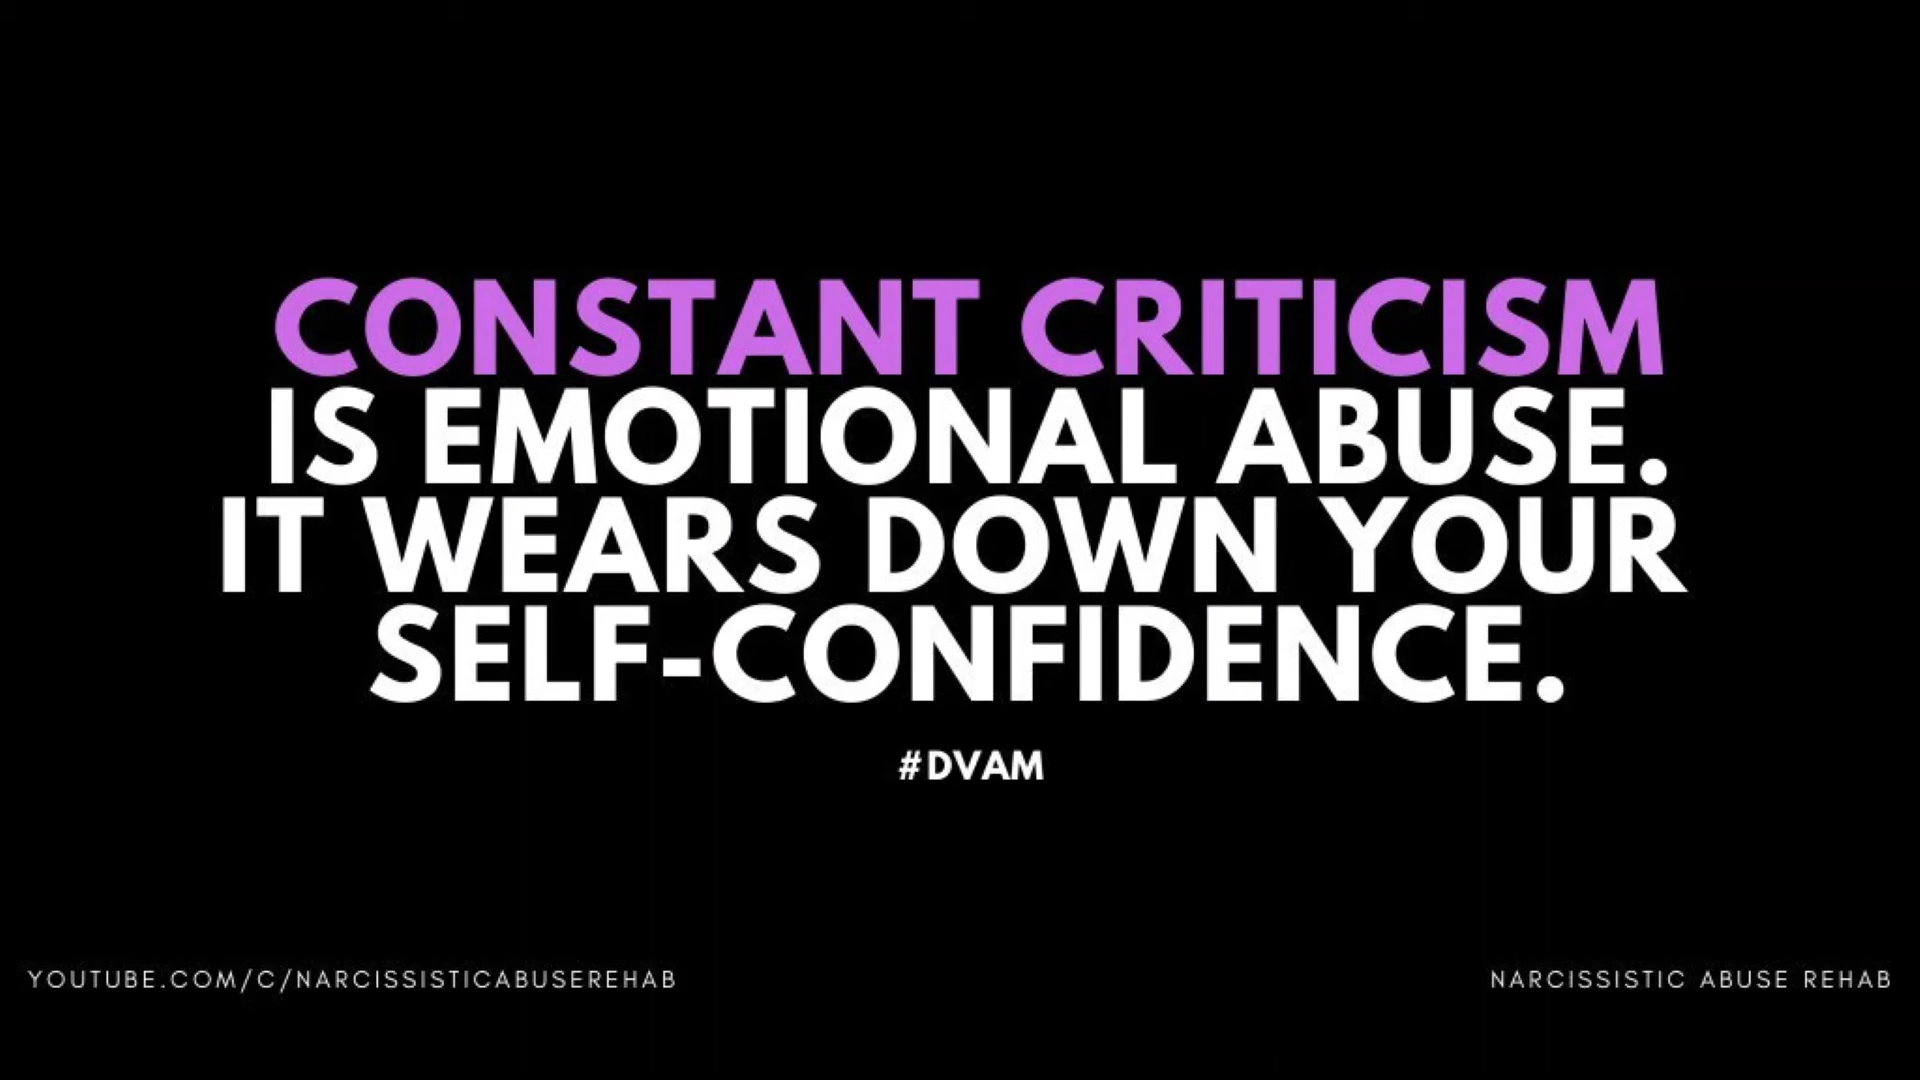 CONSTANT CRITICISM
IS EMOTIONAL ABUSE.
IT WEARS DOWN YOUR
SELF-CONFIDENCE.
#DVAM
YOUTUBE.COM/C/NARCISSISTICABUSEREHAB
NARCISSISTIC ABUSE REHAB